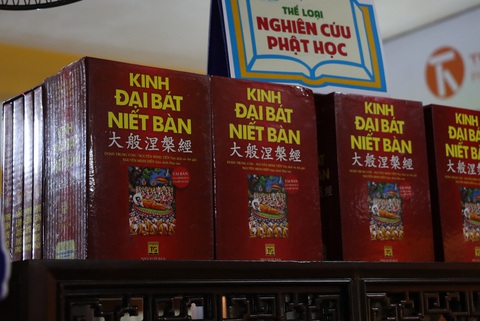 THỂ LOẠI
NGHIÊN CỨU
PHẬT HỌC
KINH
ĐẠI BÁT
NIẾT BÀN
大般涅槃經
KINH
ĐẠI BÁT
NIẾT BÀN
大般涅槃經
KINH
ĐẠI BÁT
NIẾT BÀN
大般涅槃經
KINH
ĐẠI BÁT
NIẾT BÀN
大般涅槃經